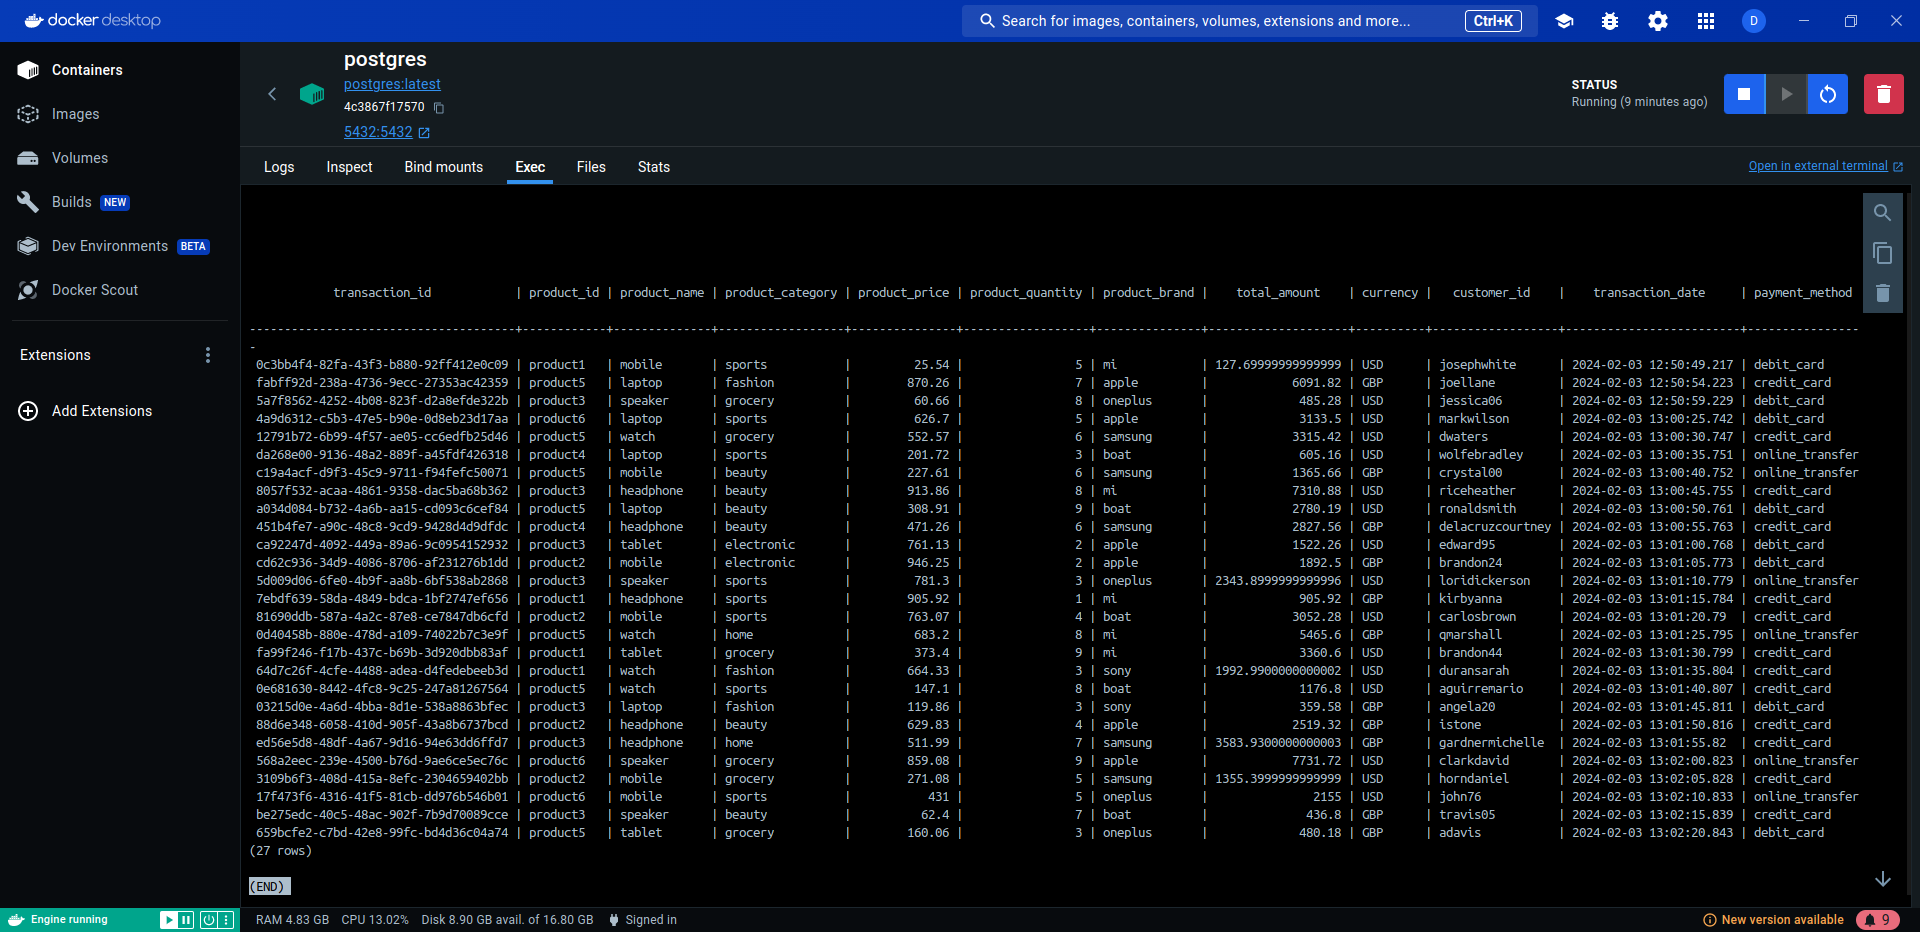 docker desktop
Search for images, containers, volumes, extensions and more...
Ctrl+K
D
Containers
Images
Volumes
Builds NEW
Dev Environments BETA
Docker Scout
Extensions
Add Extensions
postgres
postgres:latest
4c3867f17570
5432:5432
STATUS
Running (9 minutes ago)
Logs Inspect Bind mounts Exec Files Stats
Open in external terminal
transaction_id | product_id | product_name | product_category | product_price | product_quantity | product_brand | total_amount | currency | customer_id | transaction_date | payment_method
--------------------------------------+------------+--------------+------------------+---------------+------------------+---------------+------------------+----------+------------------+-------------------------+----------------
-
0c3bb4f4-82fa-43f3-b880-92ff412e0c09 | product1 | mobile | sports | 25.54 | 5 | mi | 127.69999999999999 | USD | josephwhite | 2024-02-03 12:50:49.217 | debit_card
fabff92d-238a-4736-9ecc-27353ac42359 | product5 | laptop | fashion | 870.26 | 7 | apple | 6091.82 | GBP | joellane | 2024-02-03 12:50:54.223 | credit_card
5a7f8562-4252-4b08-823f-d2a8efde322b | product3 | speaker | grocery | 60.66 | 8 | oneplus | 485.28 | USD | jessica06 | 2024-02-03 12:50:59.229 | debit_card
4a9d6312-c5b3-47e5-b90e-0d8eb23d17aa | product6 | laptop | sports | 626.7 | 5 | apple | 3133.5 | USD | markwilson | 2024-02-03 13:00:25.742 | debit_card
12791b72-6b99-4f57-ae05-cc6edfb25d46 | product5 | watch | grocery | 552.57 | 6 | samsung | 3315.42 | USD | dwaters | 2024-02-03 13:00:30.747 | credit_card
da268e00-9136-48a2-889f-a45fdf426318 | product4 | laptop | sports | 201.72 | 3 | boat | 605.16 | USD | wolfebradley | 2024-02-03 13:00:35.751 | online_transfer
c19a4acf-d9f3-45c9-9711-f94fefc50071 | product5 | mobile | beauty | 227.61 | 6 | samsung | 1365.66 | GBP | crystal00 | 2024-02-03 13:00:40.752 | online_transfer
8057f532-acaa-4861-9358-dac5ba68b362 | product3 | headphone | beauty | 913.86 | 8 | mi | 7310.88 | USD | riceheather | 2024-02-03 13:00:45.755 | credit_card
a034d084-b732-4a6b-aa15-cd093c6cef84 | product5 | laptop | beauty | 308.91 | 9 | boat | 2780.19 | USD | ronaldsmith | 2024-02-03 13:00:50.761 | debit_card
451b4fe7-a90c-48c8-9cd9-9428d4d9dfdc | product4 | headphone | beauty | 471.26 | 6 | samsung | 2827.56 | GBP | delacruzcourtney | 2024-02-03 13:00:55.763 | credit_card
ca92247d-4092-449a-89a6-9c0954152932 | product3 | tablet | electronic | 761.13 | 2 | apple | 1522.26 | USD | edward95 | 2024-02-03 13:01:00.768 | debit_card
cd62c936-34d9-4086-8706-af231276b1dd | product2 | mobile | electronic | 946.25 | 2 | apple | 1892.5 | GBP | brandon24 | 2024-02-03 13:01:05.773 | debit_card
5d009d06-6fe0-4b9f-aa8b-6bf538ab2868 | product3 | speaker | sports | 781.3 | 3 | oneplus | 2343.8999999999996 | USD | loridickerson | 2024-02-03 13:01:10.779 | online_transfer
7ebdf639-58da-4849-bdca-1bf2747ef656 | product1 | headphone | sports | 905.92 | 1 | mi | 905.92 | GBP | kirbyanna | 2024-02-03 13:01:15.784 | credit_card
81690ddb-587a-4a2c-87e8-ce7847db6cfd | product2 | mobile | sports | 763.07 | 4 | boat | 3052.28 | USD | carlosbrown | 2024-02-03 13:01:20.79 | credit_card
0d40458b-880e-478d-a109-74022b7c3e9f | product5 | watch | home | 683.2 | 8 | mi | 5465.6 | GBP | qmarshall | 2024-02-03 13:01:25.795 | online_transfer
fa99f246-f17b-437c-b69b-3d920dbb83af | product1 | tablet | grocery | 373.4 | 9 | mi | 3360.6 | GBP | brandon44 | 2024-02-03 13:01:30.799 | credit_card
64d7c26f-4cfe-4488-adea-d4fedebeeb3d | product1 | watch | fashion | 664.33 | 3 | sony | 1992.9900000000002 | USD | duransarah | 2024-02-03 13:01:35.804 | credit_card
0e681630-8442-4fc8-9c25-247a81267564 | product5 | watch | sports | 147.1 | 8 | boat | 1176.8 | USD | aguirremario | 2024-02-03 13:01:40.807 | credit_card
03215d0e-4a6d-4bba-8d1e-538a8863bfec | product3 | laptop | fashion | 119.86 | 3 | sony | 359.58 | GBP | angela20 | 2024-02-03 13:01:45.811 | debit_card
88d6e348-6058-410d-905f-43a8b6737bcd | product2 | headphone | beauty | 629.83 | 4 | apple | 2519.32 | GBP | istone | 2024-02-03 13:01:50.816 | credit_card
ed56e5d8-48df-4a67-9d16-94e63dd6ffd7 | product3 | headphone | home | 511.99 | 7 | samsung | 3583.9300000000003 | GBP | gardnermichelle | 2024-02-03 13:01:55.82 | credit_card
568a2eec-239e-4500-b76d-9ae6ce5ec76c | product6 | speaker | grocery | 859.08 | 9 | apple | 7731.72 | GBP | clarkdavid | 2024-02-03 13:02:00.823 | online_transfer
3109b6f3-408d-415a-8efc-2304659402bb | product2 | mobile | grocery | 271.08 | 5 | samsung | 1355.3999999999999 | USD | horndaniel | 2024-02-03 13:02:05.828 | credit_card
17f473f6-4316-41f5-81cb-dd976b546b01 | product6 | mobile | sports | 431 | 5 | oneplus | 2155 | USD | john76 | 2024-02-03 13:02:10.833 | online_transfer
be275edc-40c5-48ac-902f-7b9d70089cce | product3 | speaker | beauty | 62.4 | 7 | boat | 436.8 | GBP | travis05 | 2024-02-03 13:02:15.839 | credit_card
659bcfe2-c7bd-42e8-99fc-bd4d36c04a74 | product5 | tablet | grocery | 160.06 | 3 | oneplus | 480.18 | GBP | adavis | 2024-02-03 13:02:20.843 | debit_card
(27 rows)
(END)
Engine running
RAM 4.83 GB CPU 13.02% Disk 8.90 GB avail. of 16.80 GB Signed in
New version available
9